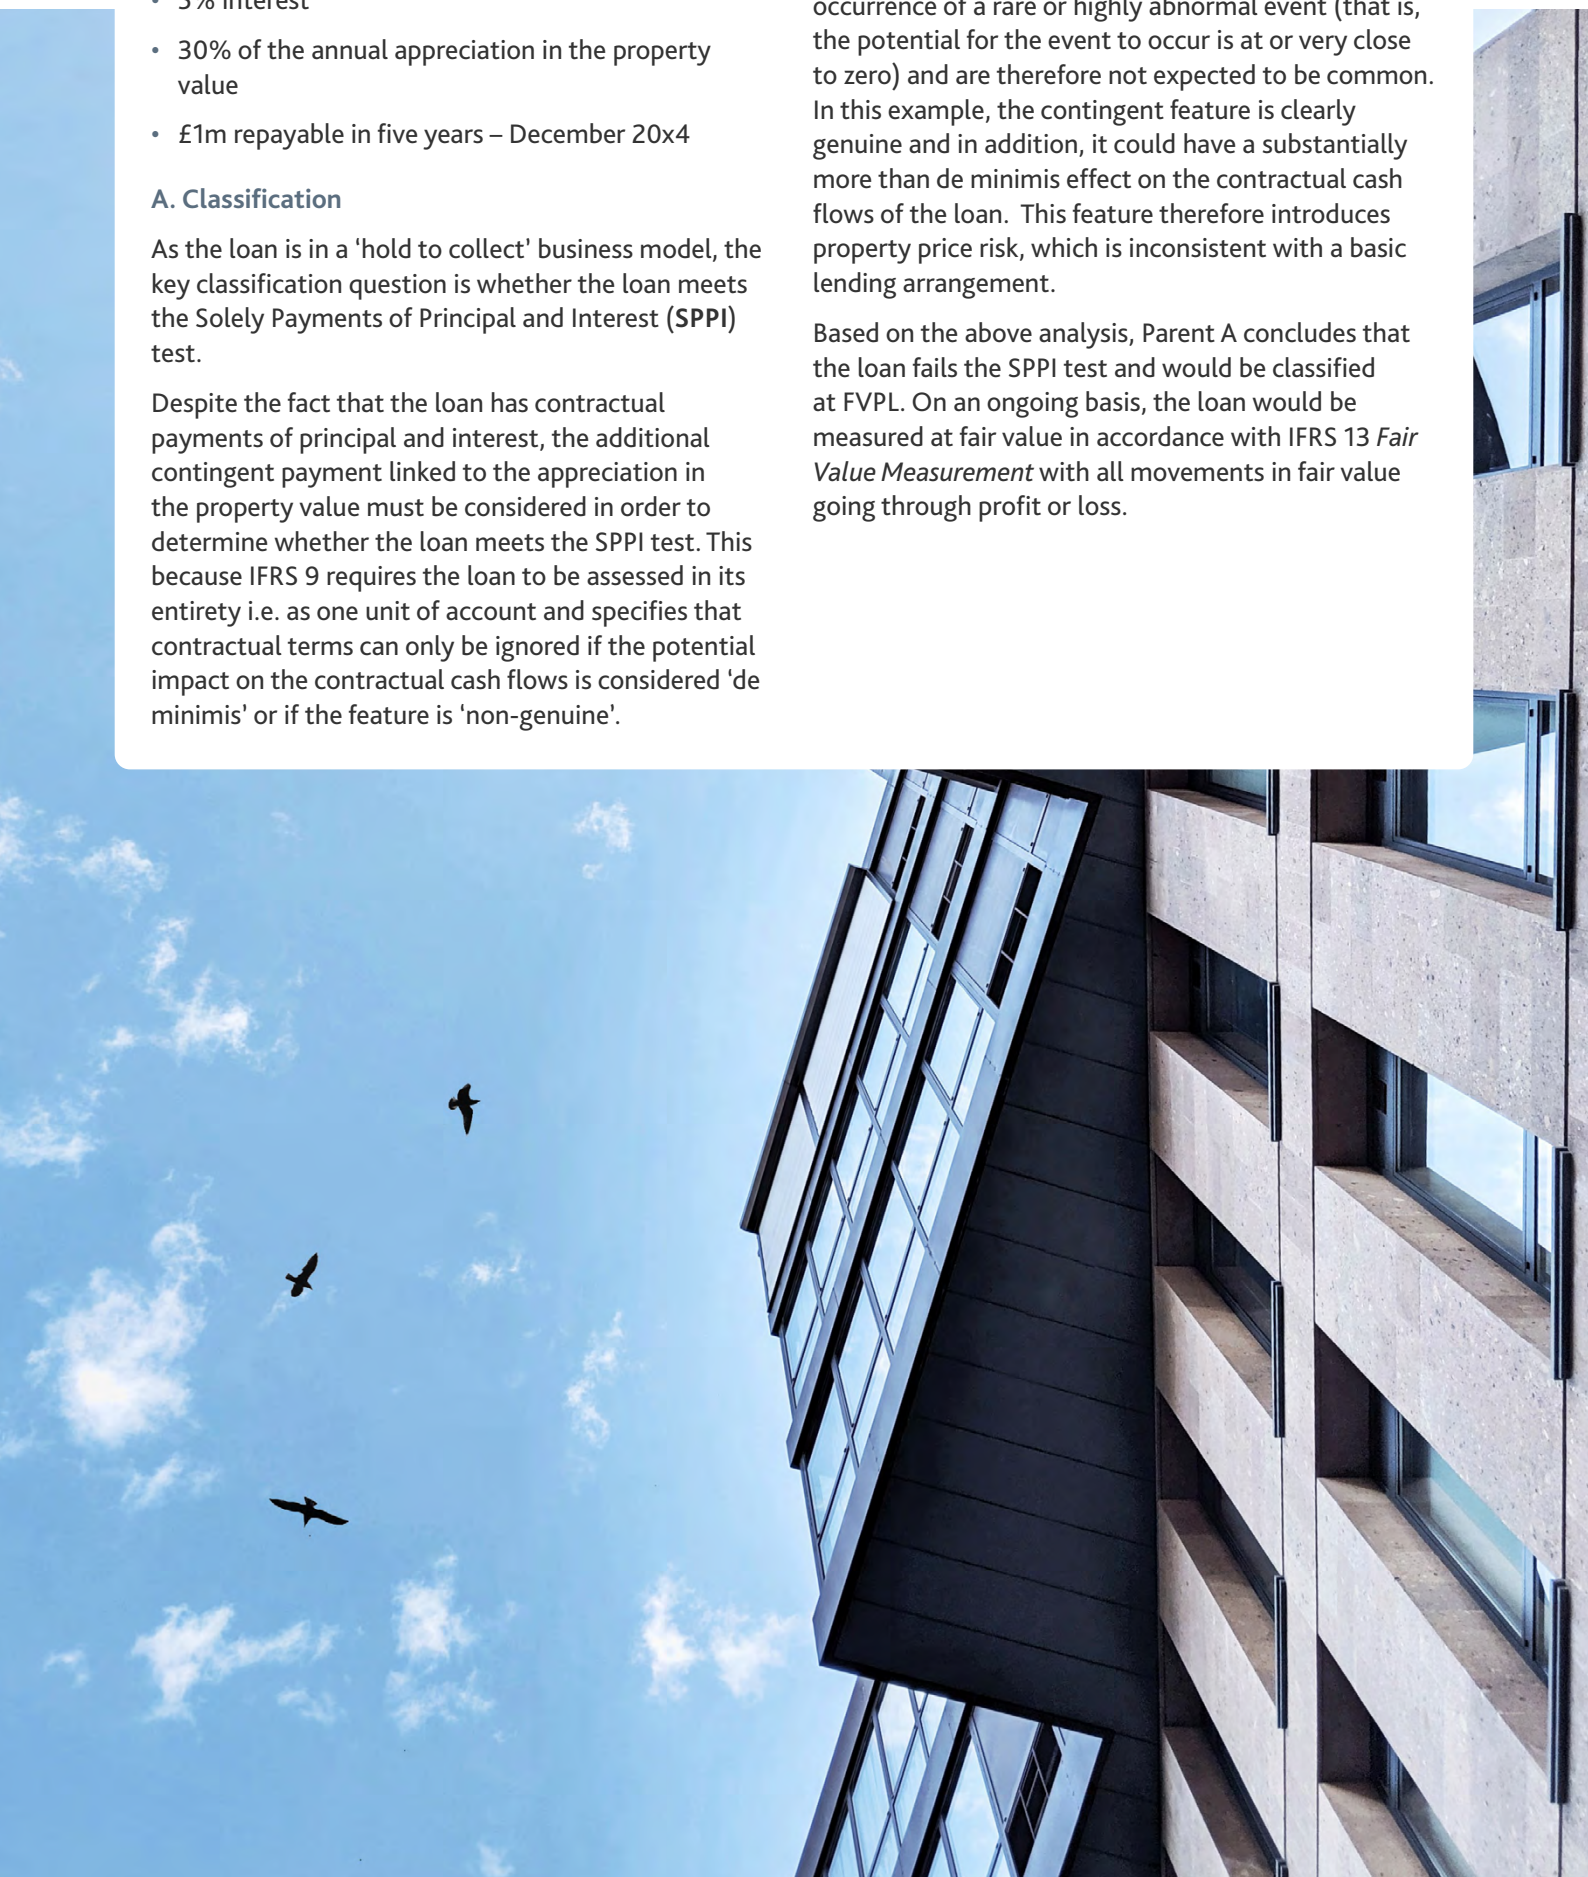 • 30% of the annual appreciation in the property
value
• £1m repayable in five years – December 20x4
A. Classification
As the loan is in a ‘hold to collect’ business model, the
key classification question is whether the loan meets
the Solely Payments of Principal and Interest (SPPI)
test.
Despite the fact that the loan has contractual
payments of principal and interest, the additional
contingent payment linked to the appreciation in
the property value must be considered in order to
determine whether the loan meets the SPPI test. This
because IFRS 9 requires the loan to be assessed in its
entirety i.e. as one unit of account and specifies that
contractual terms can only be ignored if the potential
impact on the contractual cash flows is considered ‘de
minimis’ or if the feature is ‘non-genuine’.
occurrence of a rare or highly abnormal event (that is,
the potential for the event to occur is at or very close
to zero) and are therefore not expected to be common.
In this example, the contingent feature is clearly
genuine and in addition, it could have a substantially
more than de minimis effect on the contractual cash
flows of the loan.  This feature therefore introduces
property price risk, which is inconsistent with a basic
lending arrangement.
Based on the above analysis, Parent A concludes that
the loan fails the SPPI test and would be classified
at FVPL. On an ongoing basis, the loan would be
measured at fair value in accordance with IFRS 13 Fair
Value Measurement with all movements in fair value
going through profit or loss.